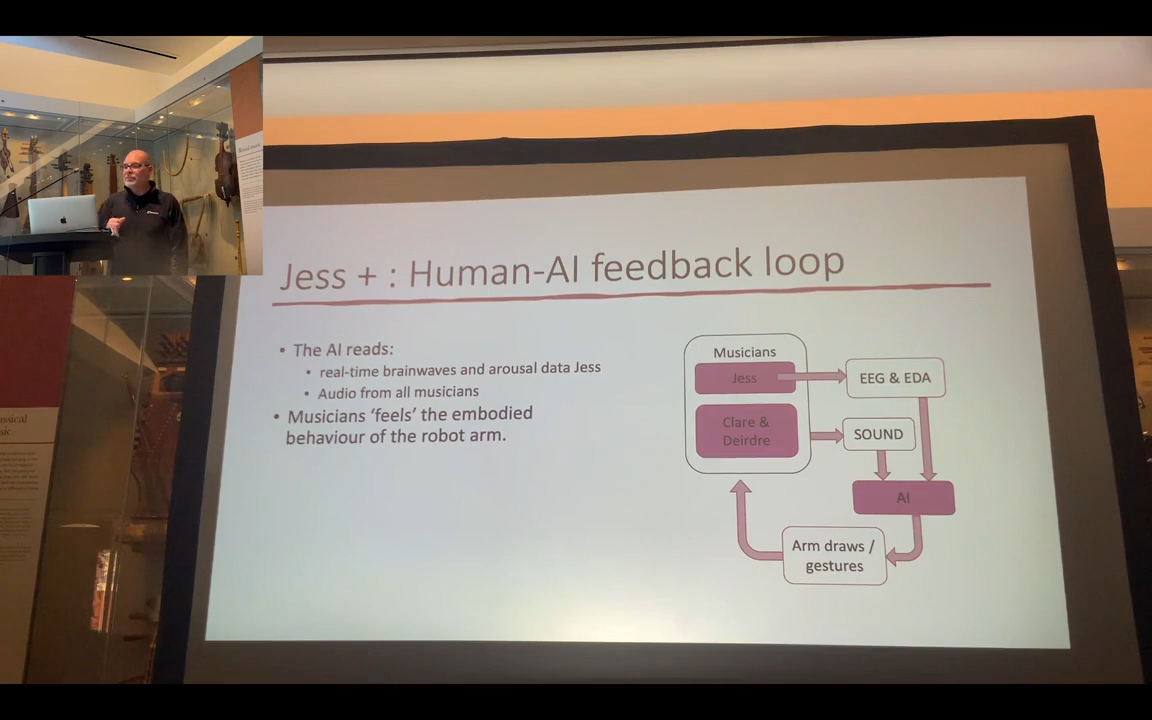 Jess + : Human-AI feedback loop
• The AI reads:
• real-time brainwaves and arousal data Jess
• Audio from all musicians
• Musicians ‘feels’ the embodied
behaviour of the robot arm.
Musicians
Jess
EEG & EDA
Clare &
Deirdre
SOUND
AI
Arm draws /
gestures